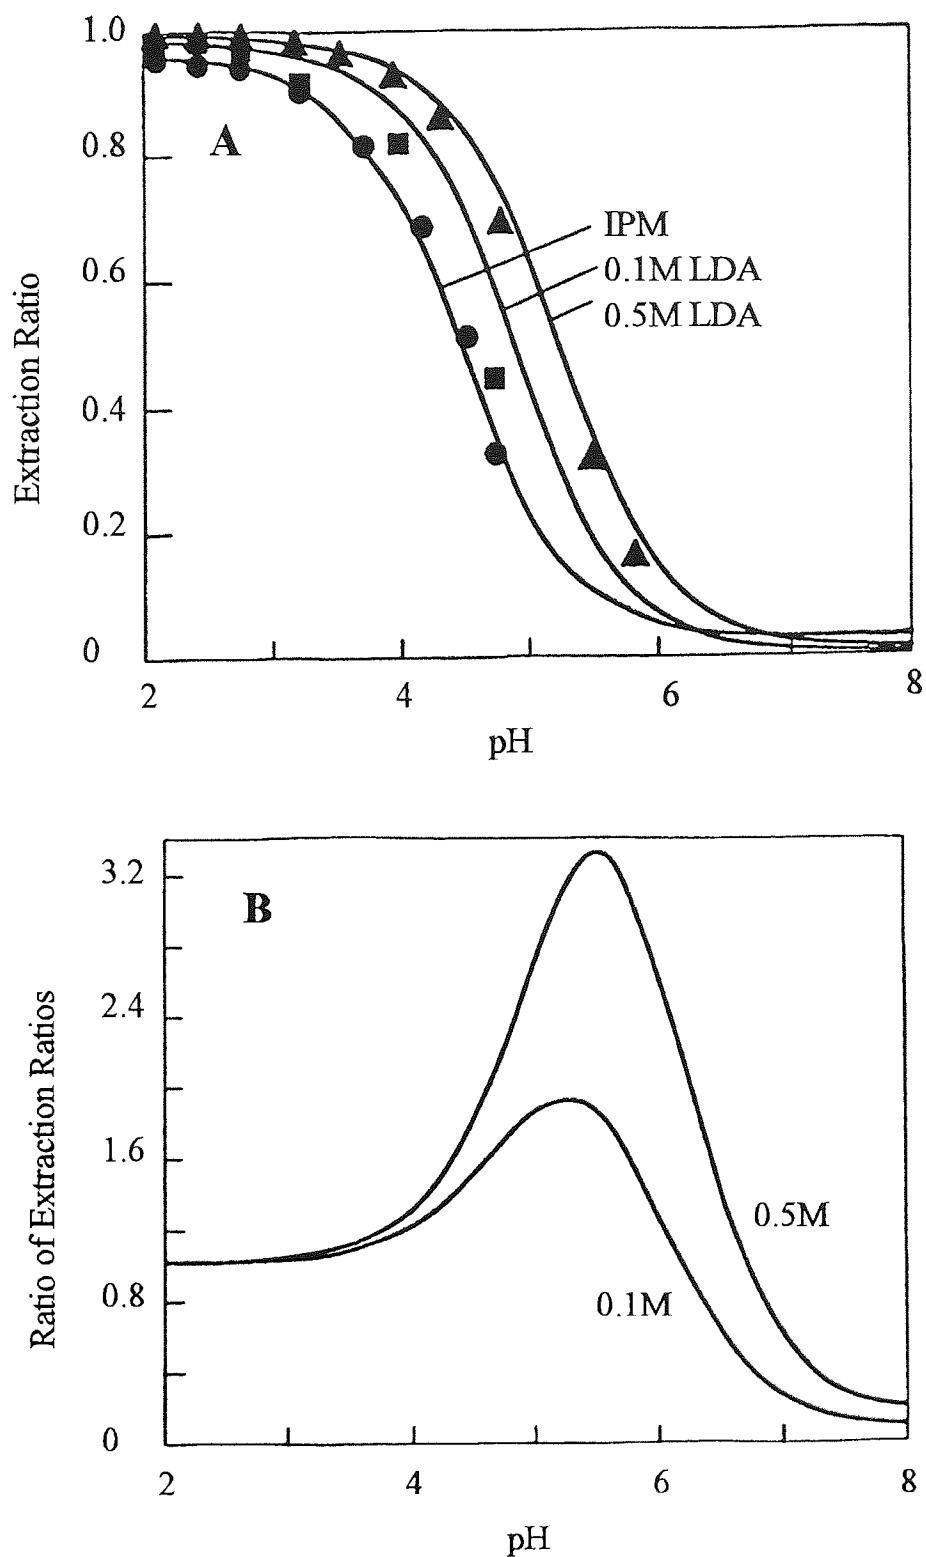 1.0
0.8
0.6
0.4
0.2
0
Extraction Ratio
A
IPM
0.1M LDA
0.5M LDA
2
4
6
8
pH
3.2
2.4
1.6
0.8
0
Ratio of Extraction Ratios
B
0.5M
0.1M
2
4
6
8
pH